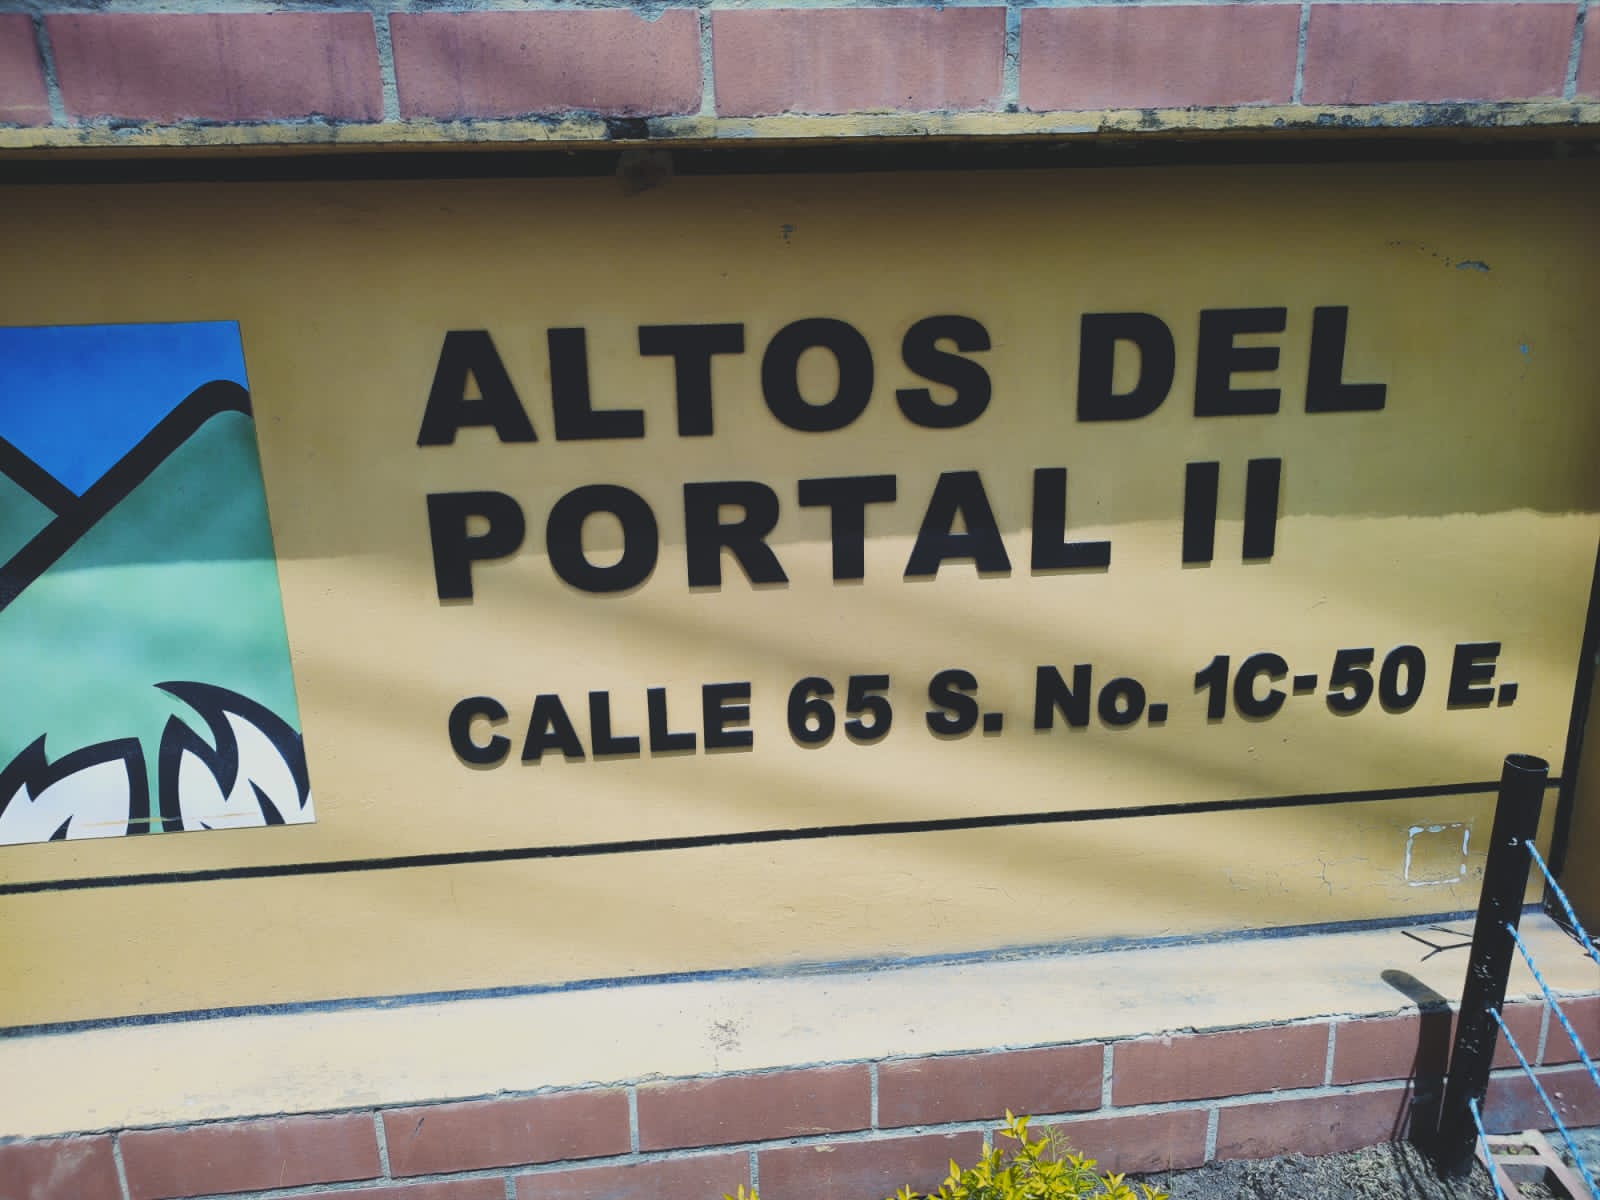 ALTOS DEL
PORTAL II
CALLE 65 S. No. 1C-50 E.